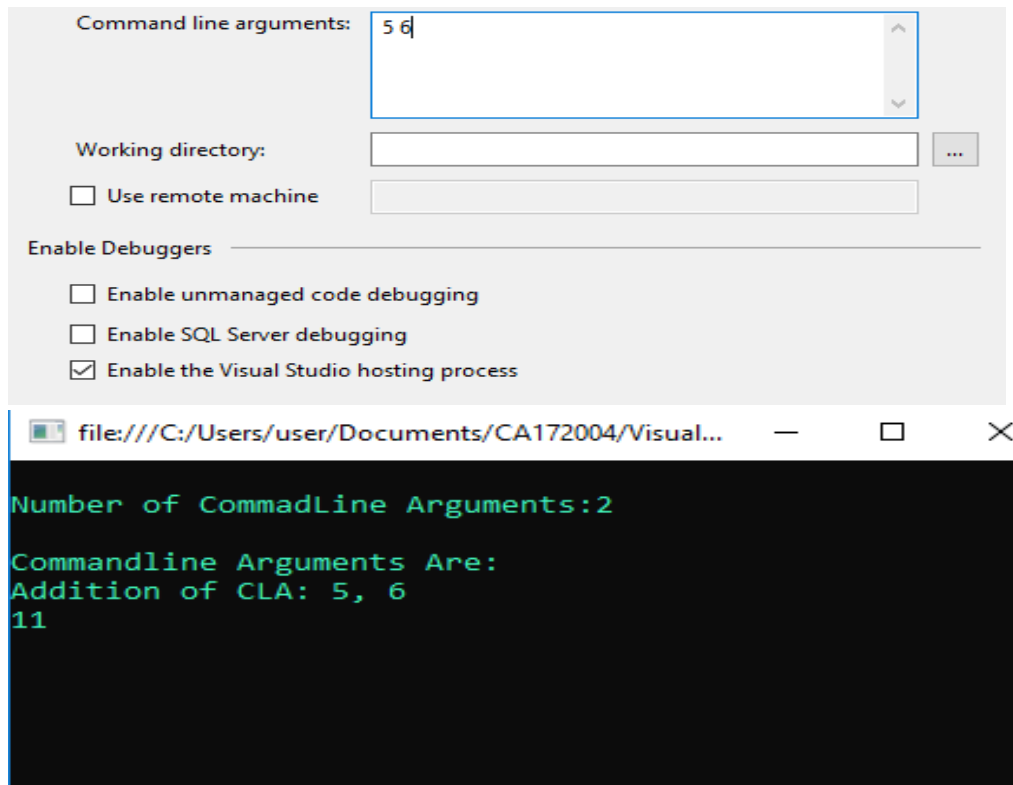 Command line arguments: 5 6
Working directory: ...
Use remote machine
Enable Debuggers
Enable unmanaged code debugging
Enable SQL Server debugging
Enable the Visual Studio hosting process
file:///C:/Users/user/Documents/CA172004/Visual...
Number of CommadLine Arguments:2
Commandline Arguments Are:
Addition of CLA: 5, 6
11